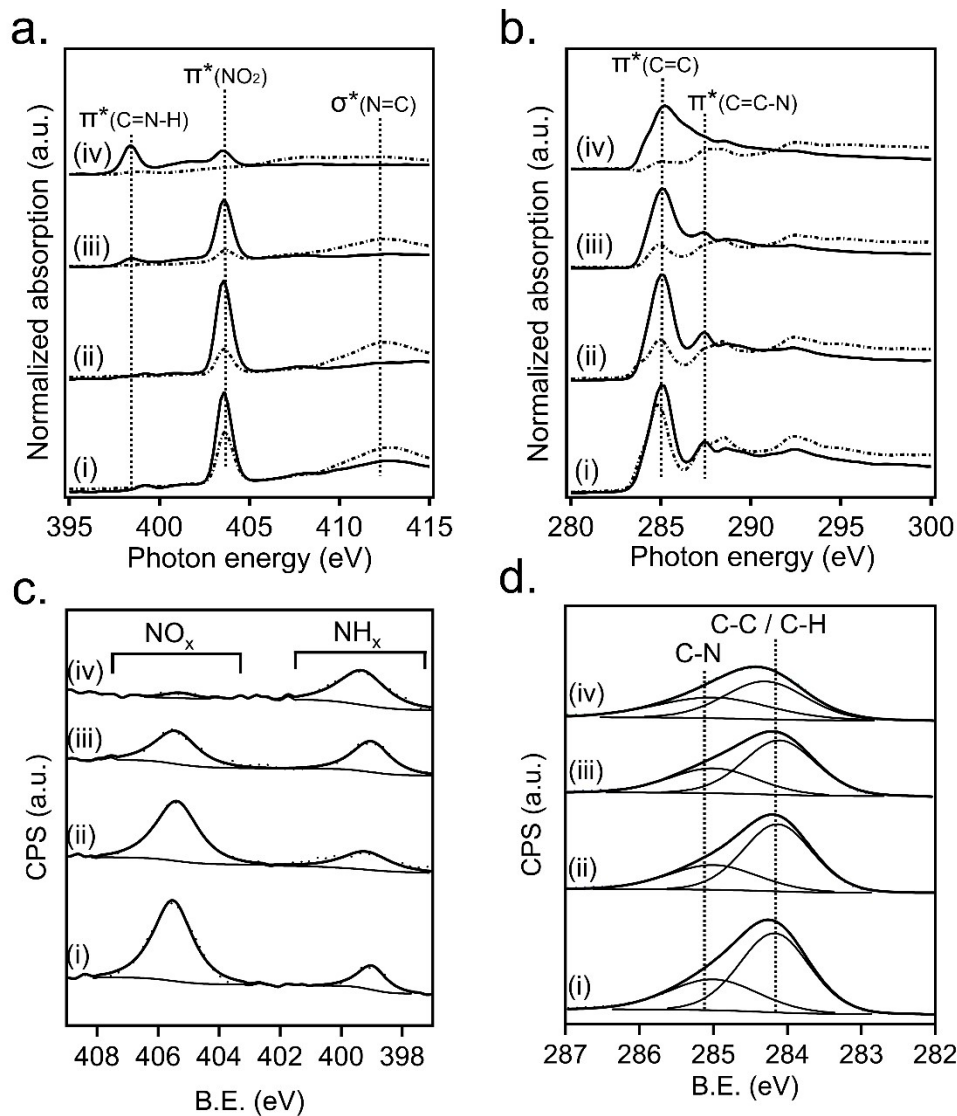 a.
π*(NO₂)
σ*(N=C)
π*(C=N-H)
(iv)
(iii)
(ii)
(i)
Normalized absorption (a.u.)
395 400 404 410 415
Photon energy (eV)
b.
π*(C=C)
π*(C=C-N)
(iv)
(iii)
(ii)
(i)
Normalized absorption (a.u.)
280 285 290 295 300
Photon energy (eV)
c.
NOₓ
NHₓ
(iv)
(iii)
(ii)
(i)
CPS (a.u.)
408 406 404 402 400 398
B.E. (eV)
d.
C-C / C-H
C-N
(iv)
(iii)
(ii)
(i)
CPS (a.u.)
287 286 285 284 283 282
B.E. (eV)